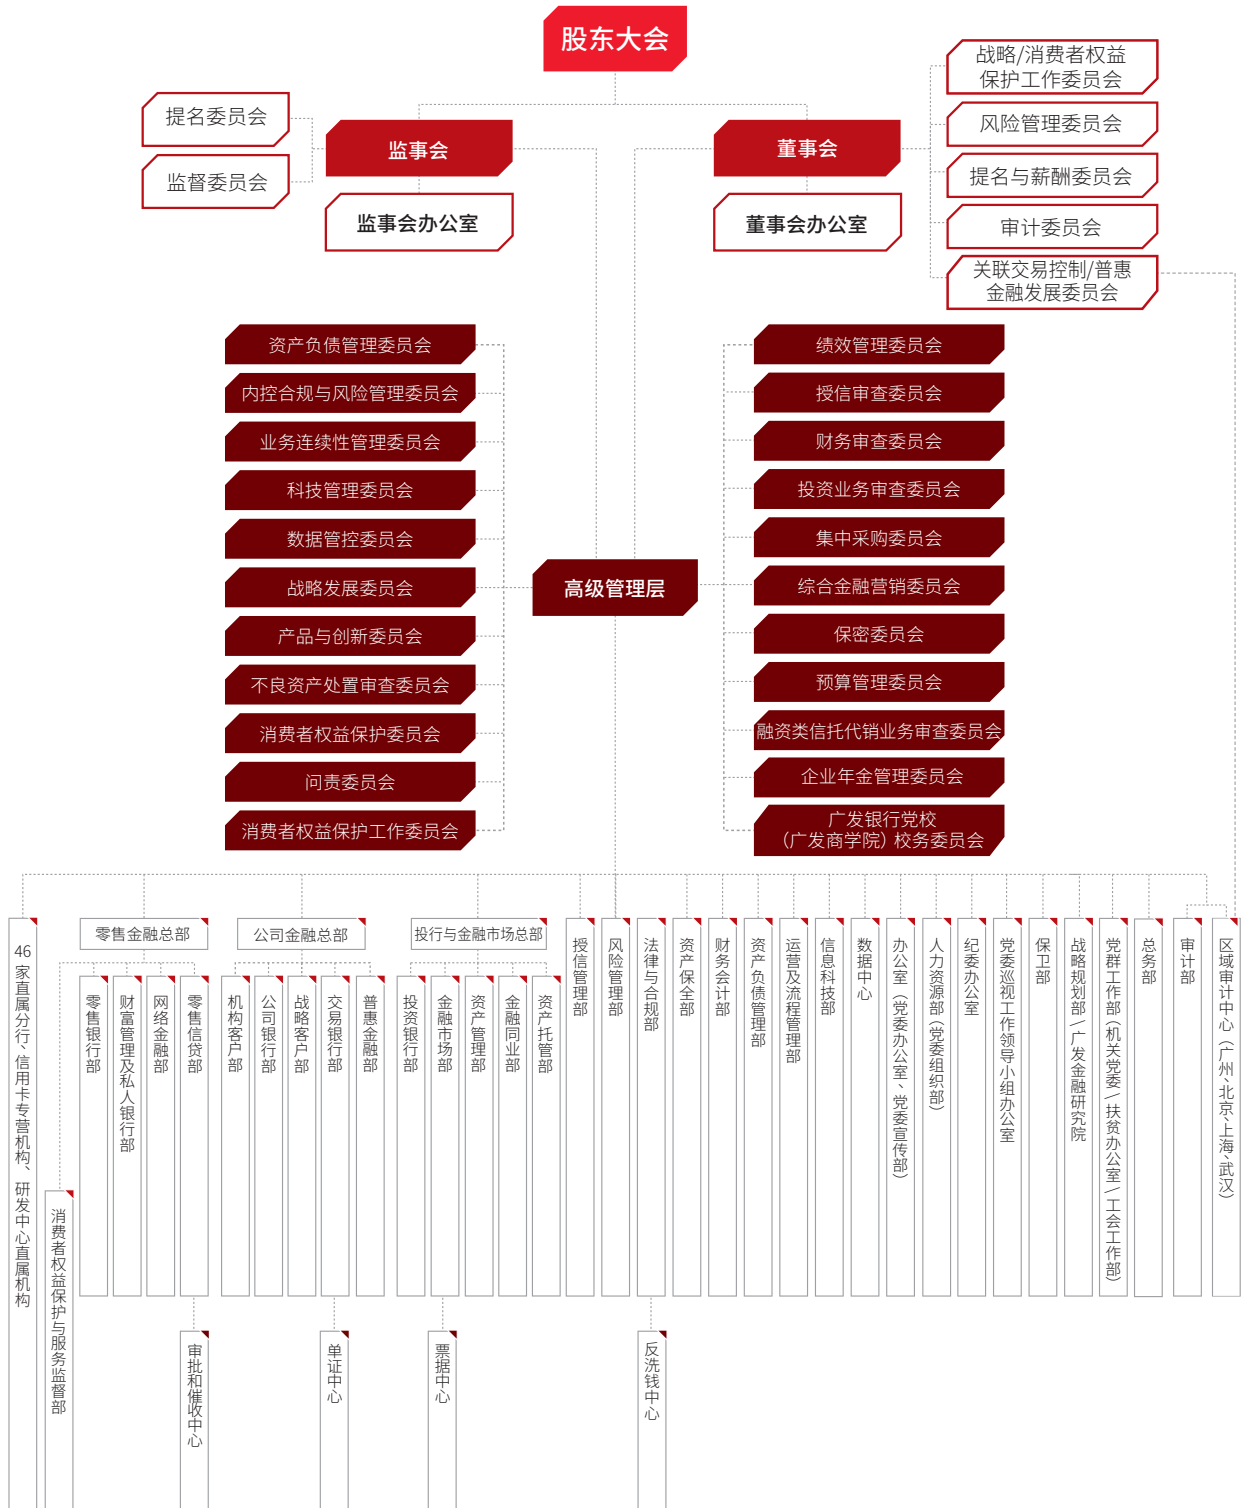 股东大会
战略/消费者权益
保护工作委员会
提名委员会
风险管理委员会
监事会
董事会
提名与薪酬委员会
监督委员会
监事会办公室
董事会办公室
审计委员会
关联交易控制/普惠
金融发展委员会
资产负债管理委员会
内控合规与风险管理委员会
业务连续性管理委员会
科技管理委员会
数据管控委员会
战略发展委员会
产品与创新委员会
不良资产处置审查委员会
消费者权益保护委员会
问责委员会
消费者权益保护工作委员会
高级管理层
绩效管理委员会
授信审查委员会
财务审查委员会
投资业务审查委员会
集中采购委员会
综合金融营销委员会
保密委员会
预算管理委员会
融资类信托代销业务审查委员会
企业年金管理委员会
广发银行党校
（广发商学院）校务委员会
46家直属分行、信用卡专营机构、研发中心直属机构
零售金融总部
消费者权益保护与服务监督部
零售银行部
财富管理及私人银行部
网络金融部
零售信贷部
审批和催收中心
公司金融总部
机构客户部
公司银行部
战略客户部
交易银行部
普惠金融部
单证中心
投行与金融市场总部
投资银行部
金融市场部
资产管理部
金融同业部
资产托管部
票据中心
授信管理部
风险管理部
法律与合规部
反洗钱中心
资产保全部
财务会计部
资产负债管理部
运营及流程管理部
信息科技部
数据中心
办公室（党委办公室、党委宣传部）
人力资源部（党委组织部）
纪委办公室
党委巡视工作领导小组办公室
保卫部
战略规划部/广发金融研究院
党群工作部（机关党委/扶贫办公室/工会工作部）
总务部
审计部
区域审计中心（广州、北京、上海、武汉）